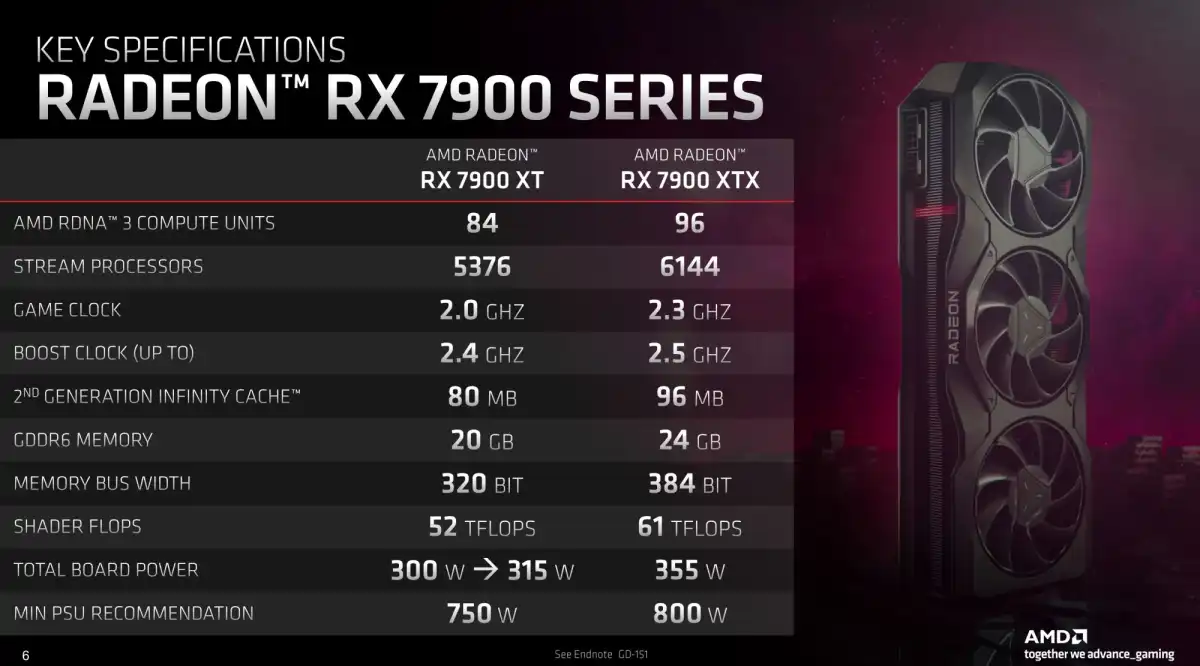 KEY SPECIFICATIONS
RADEON™ RX 7900 SERIES
AMD RADEON™ AMD RADEON™
RX 7900 XT RX 7900 XTX
AMD RDNA™ 3 COMPUTE UNITS 84 96
STREAM PROCESSORS 5376 6144
GAME CLOCK 2.0 GHZ 2.3 GHZ
BOOST CLOCK (UP TO) 2.4 GHZ 2.5 GHZ
2ND GENERATION INFINITY CACHE™ 80 MB 96 MB
GDDR6 MEMORY 20 GB 24 GB
MEMORY BUS WIDTH 320 BIT 384 BIT
SHADER FLOPS 52 TFLOPS 61 TFLOPS
TOTAL BOARD POWER 300 W → 315 W 355 W
MIN PSU RECOMMENDATION 750 W 800 W
RADEON
6
See Endnote GD-151
AMD
together we advance_gaming